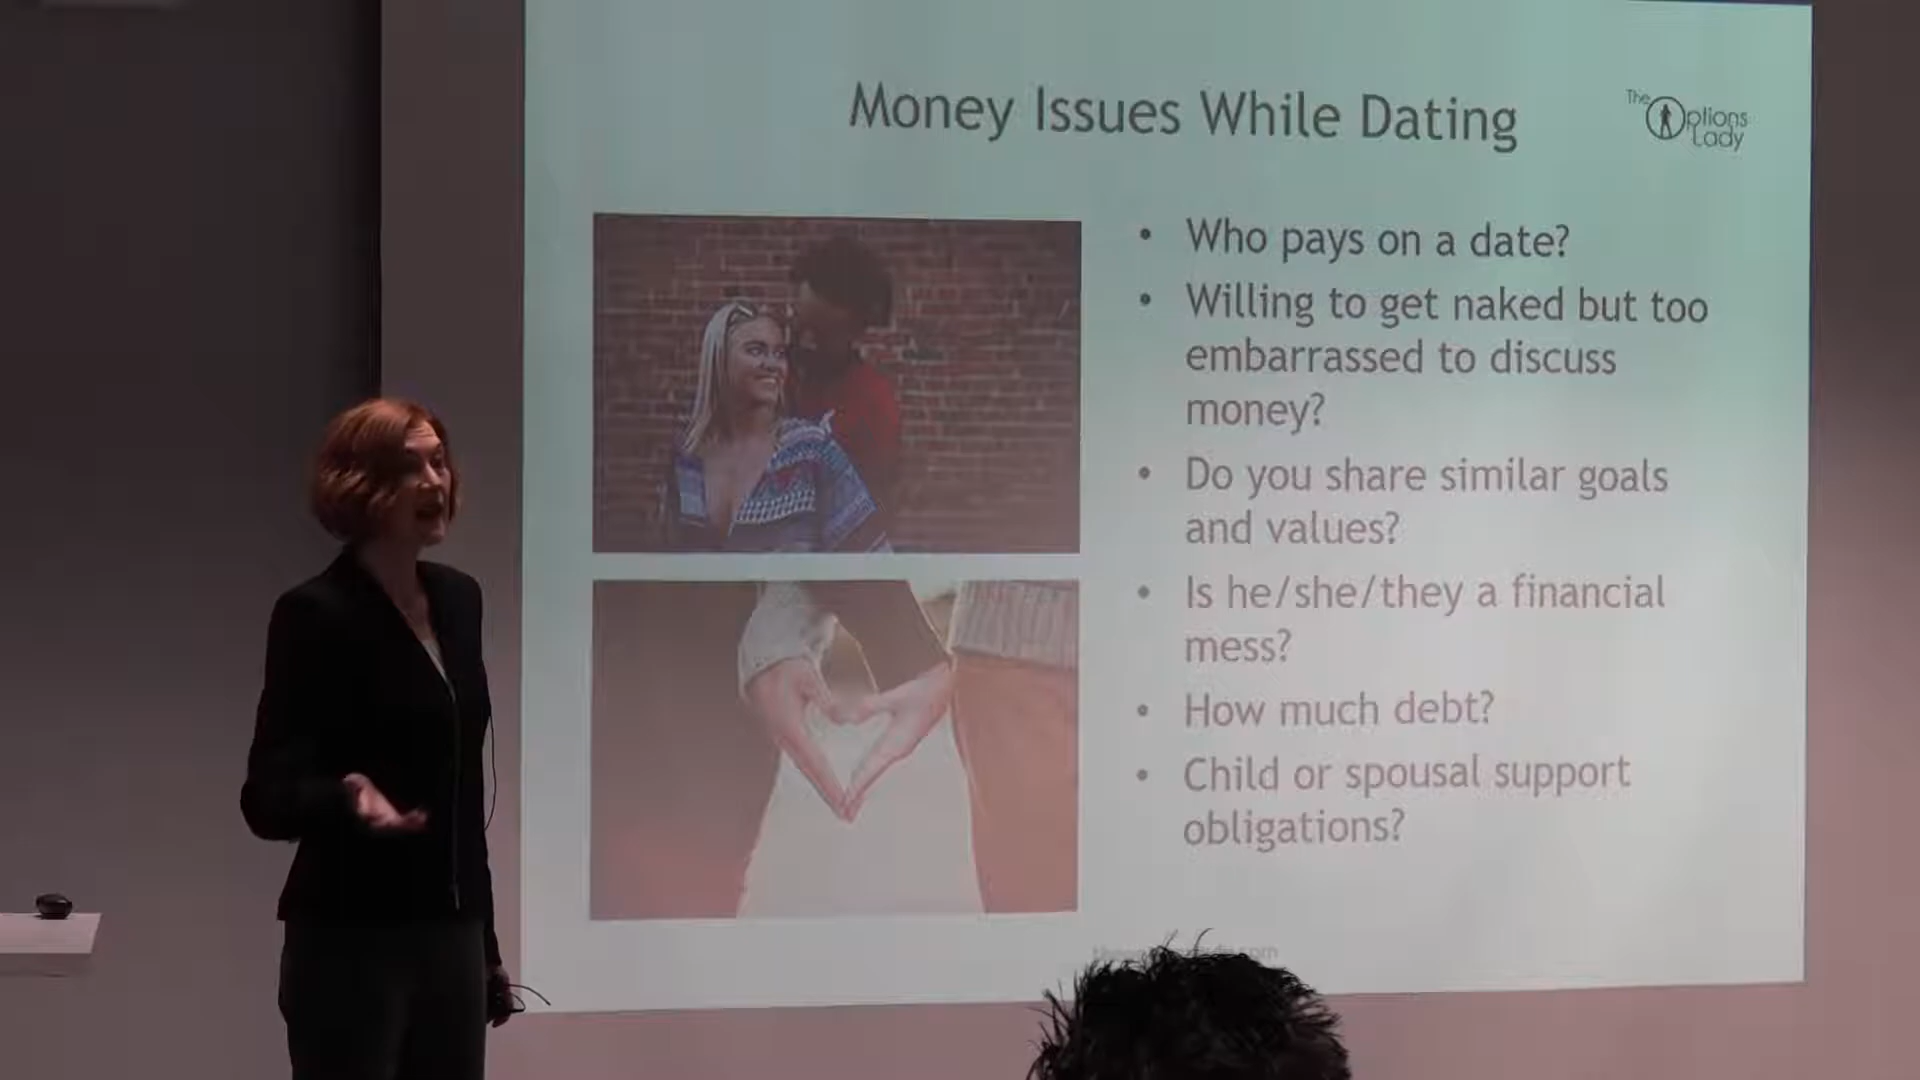 Money Issues While Dating
The Options
Lady
• Who pays on a date?
• Willing to get naked but too
embarrassed to discuss
money?
• Do you share similar goals
and values?
• Is he/she/they a financial
mess?
• How much debt?
• Child or spousal support
obligations?